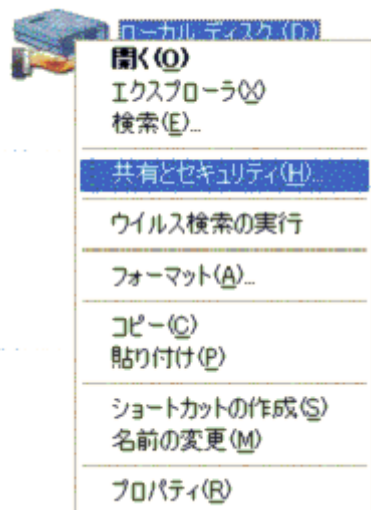 ローカル ディスク (D:)
開く(O)
エクスプローラ(X)
検索(E)...
共有とセキュリティ(H)...
ウイルス検索の実行
フォーマット(A)...
コピー(C)
貼り付け(P)
ショートカットの作成(S)
名前の変更(M)
プロパティ(R)